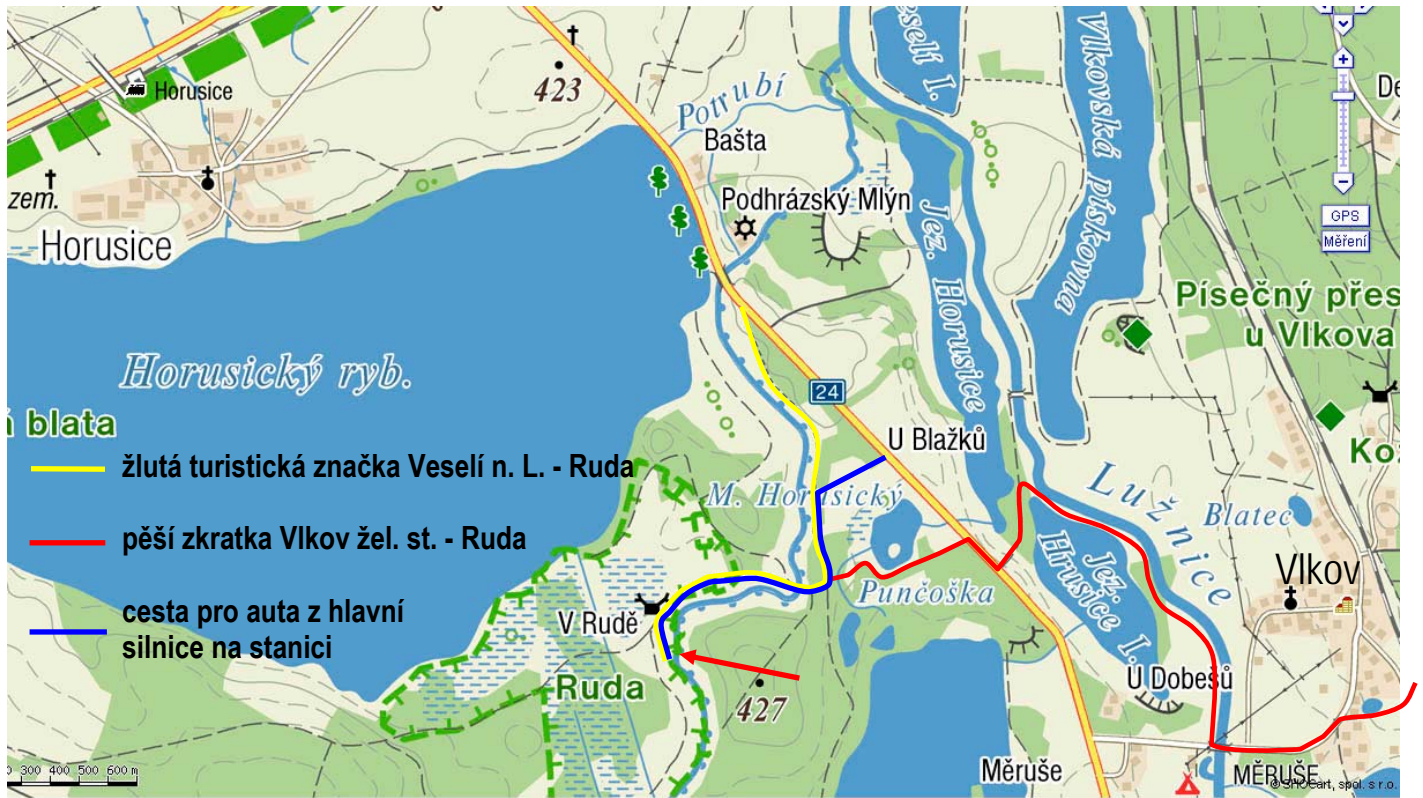 Horusice
423
Potrubí
Bašta
Podhrázský Mlýn
zem.
Horusice
eselí I.
Vlkovská pískovna
De
GPS
Měření
Jez. Horusice
Písečný přes
u Vlkova
Horusický ryb.
24
á blata
U Blažků
Ko
žlutá turistická značka Veselí n. L. - Ruda
M. Horusický
Lužnice
Blatec
pěší zkratka Vlkov žel. st. - Ruda
Jez.
Hrusice I.
Vlkov
Punčoška
cesta pro auta z hlavní
silnice na stanici
V Rudě
Ruda
427
U Dobešů
0 300 400 500 600 m
Měruše
MĚRUŠE
© SHOCart, spol. s r.o.